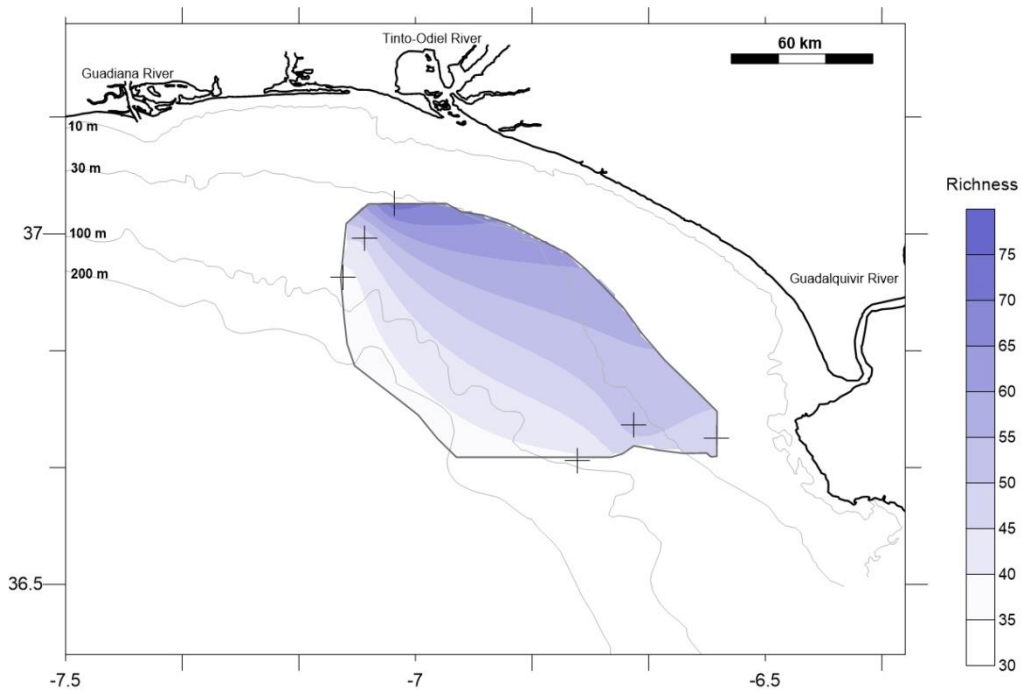 Tinto-Odiel River
60 km
Guadiana River
10 m
30 m
Richness
37
100 m
75
200 m
Guadalquivir River
70
65
60
55
50
45
36.5
40
35
30
-7.5
-7
-6.5